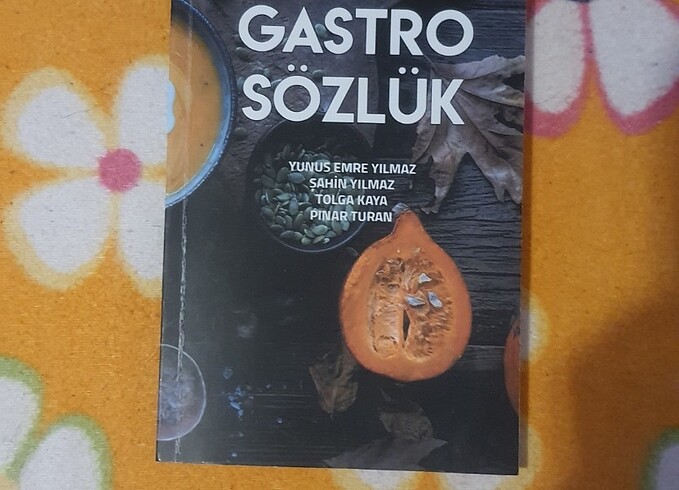 GASTRO
SÖZLÜK
YUNUS EMRE YILMAZ
ŞAHİN YILMAZ
TOLGA KAYA
PINAR TURAN